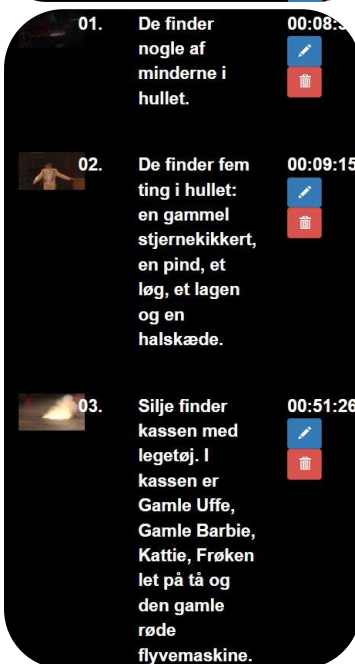 01. De finder 00:08:
nogle af
minderne i
hullet.
02. De finder fem 00:09:15
ting i hullet:
en gammel
stjernekikkert,
en pind, et
løg, et lagen
og en
halskæde.
03. Silje finder 00:51:26
kassen med
legetøj. I
kassen er
Gamle Uffe,
Gamle Barbie,
Kattie, Frøken
let på tå og
den gamle
røde
flyvemaskine.